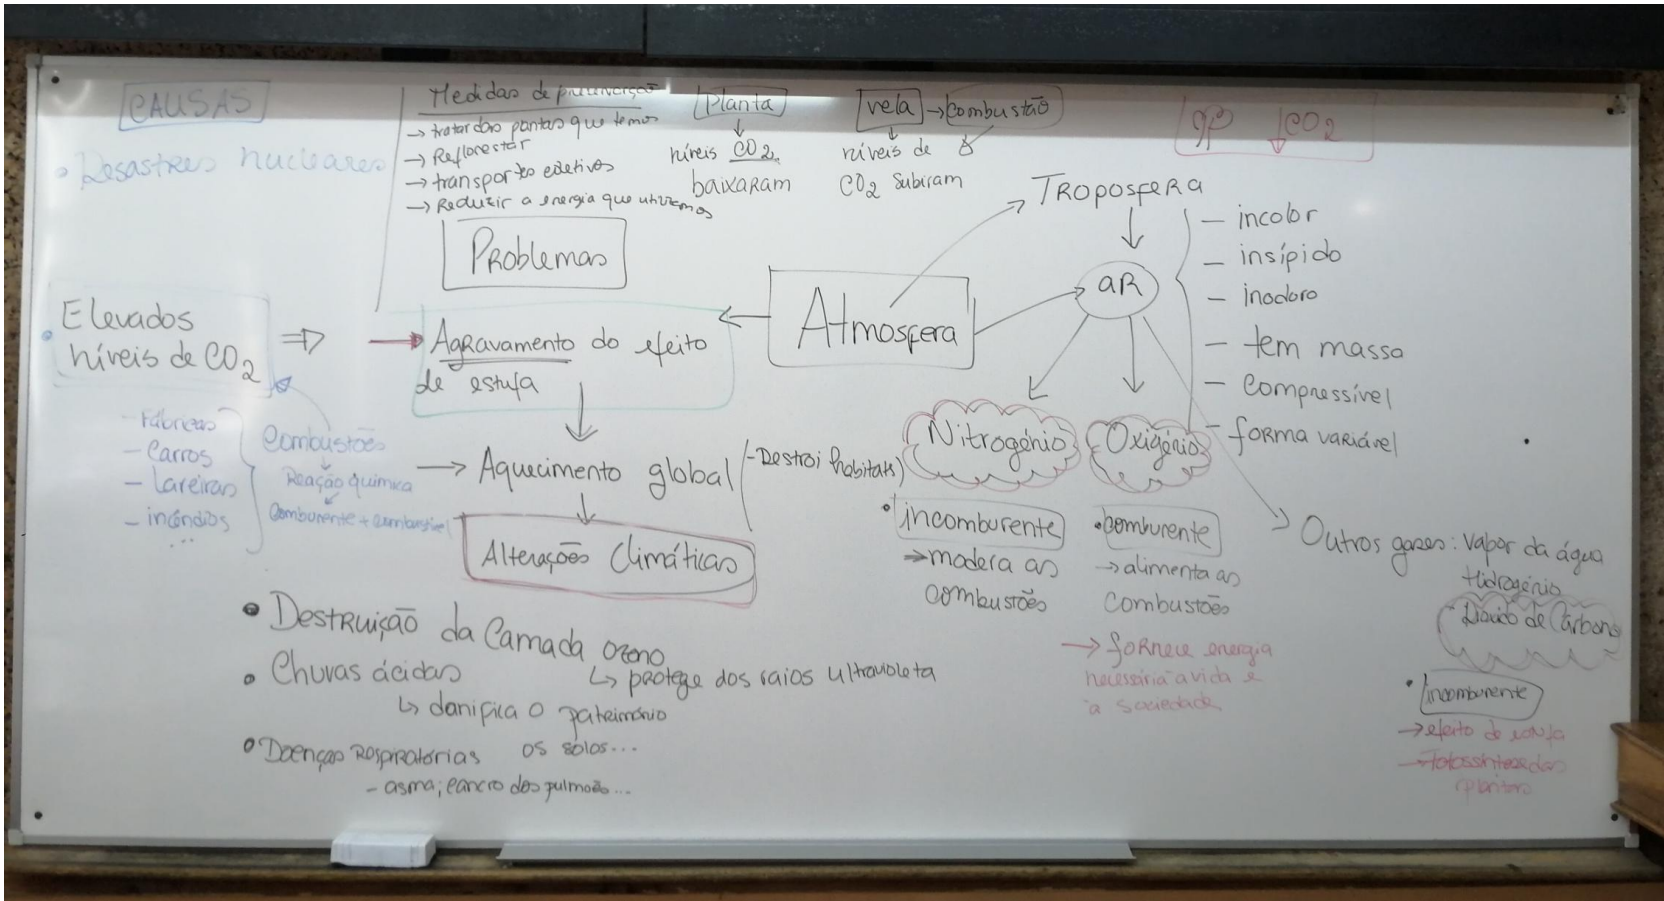 CAUSAS
• Desastres nucleares
Medidas de
→ tratar das pantas que temos
→ Reflorestar
→ transportes coletivos
→ Reduzir a energia que utilizamos
Planta
↓
níveis CO2
baixaram
vela → combustão
↓
níveis de
CO2 subiram
↓CO2
Problemas
Elevados
níveis de CO2
⇒
→ Agravamento do efeito
de estufa
Atmosfera
TROPOSFERA
↓
aR
- incolor
- insípido
- inodoro
- tem massa
- compressível
- forma variável
- Fábricas
- Carros
- Lareiras
- incêndios
...
Combustões
Reação química
Comburente + combustível
→ Aquecimento global
- Destroi habitats
Alterações Climáticas
• Destruição da Camada ozono
↳ protege dos raios ultravioleta
• Chuvas ácidas
↳ danifica o património
os solos...
• Doenças Respiratórias
- asma; cancro dos pulmões...
Nitrogénio
• incomburente
→ modera as
combustões
Oxigénio
• comburente
→ alimenta as
combustões
→ fornece energia
necessária a vida e
à sociedade
Outros gases: vapor da água
Hidrogénio
Dióxido de Carbono
• incomburente
→ efeito de estufa
das
plantas